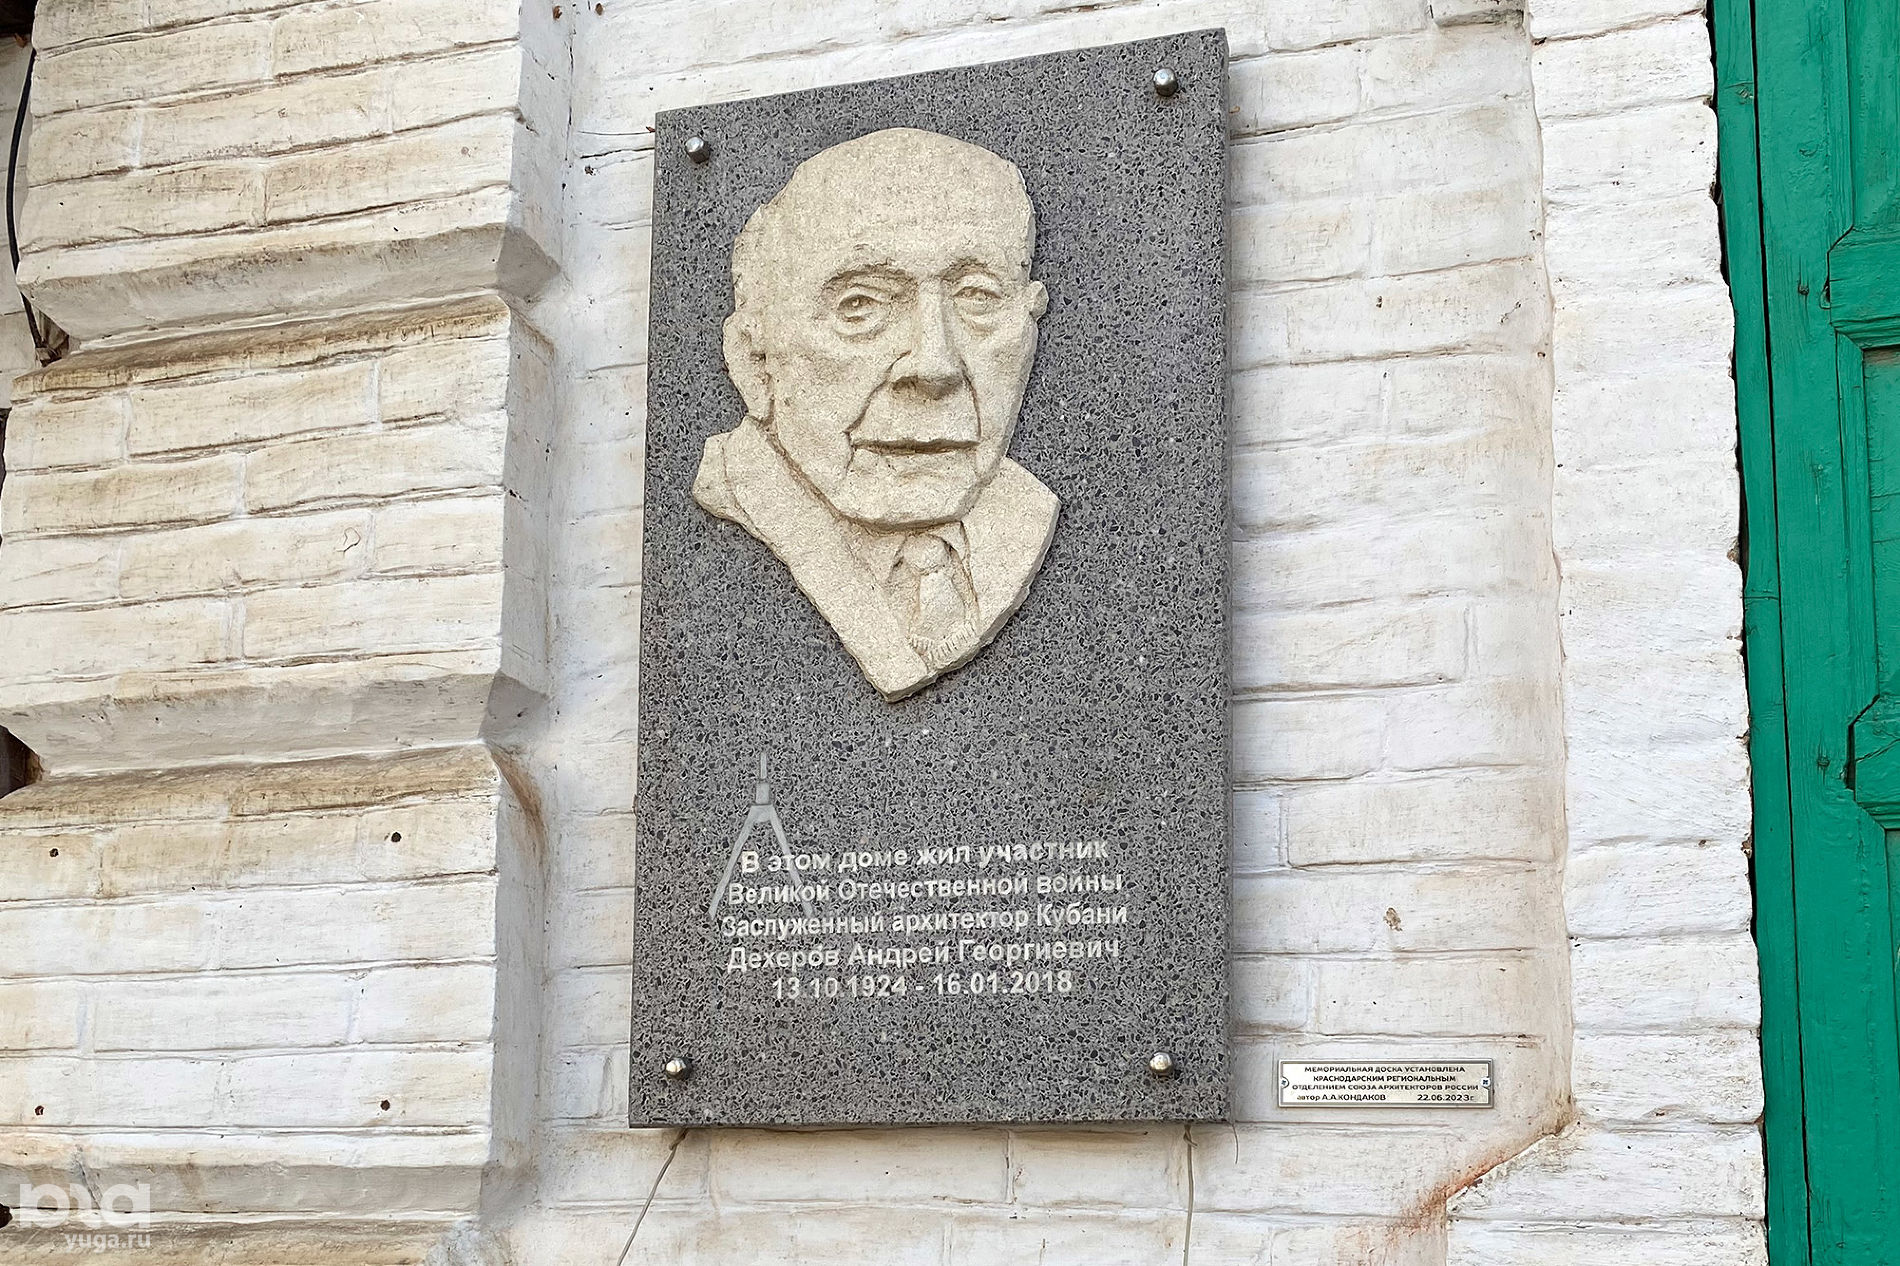 В этом доме жил участник
Великой Отечественной войны
Заслуженный архитектор Кубани
Дехеров Андрей Георгиевич
13.10.1924 - 16.01.2018
МЕМОРИАЛЬНАЯ ДОСКА УСТАНОВЛЕНА
КРАСНОДАРСКИМ РЕГИОНАЛЬНЫМ
ОТДЕЛЕНИЕМ СОЮЗА АРХИТЕКТОРОВ РОССИИ
автор А.А.КОНДАКОВ 22.06.2023г.
юга
yuga.ru